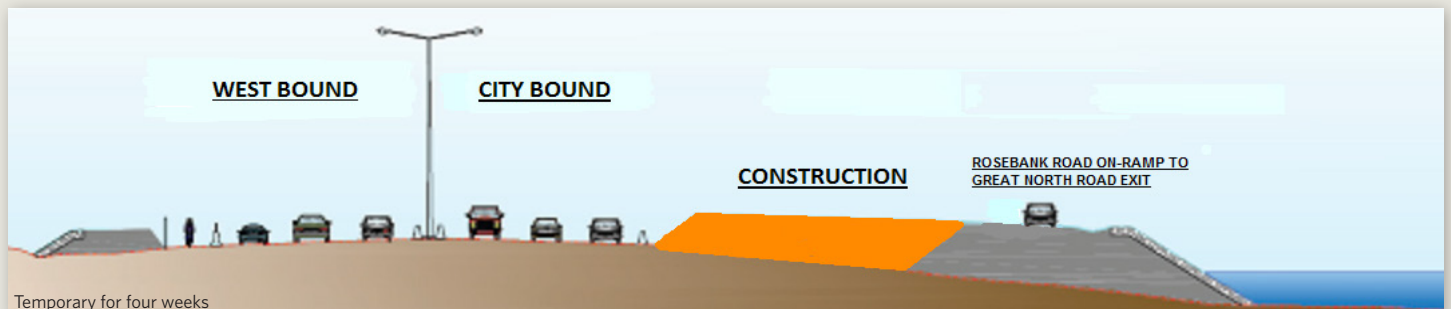 WEST BOUND
CITY BOUND
CONSTRUCTION
ROSEBANK ROAD ON-RAMP TO
GREAT NORTH ROAD EXIT
Temporary for four weeks